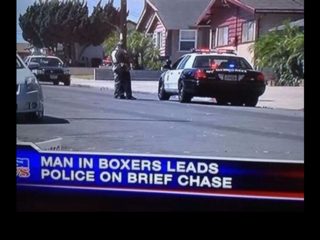 MAN IN BOXERS LEADS
POLICE ON BRIEF CHASE